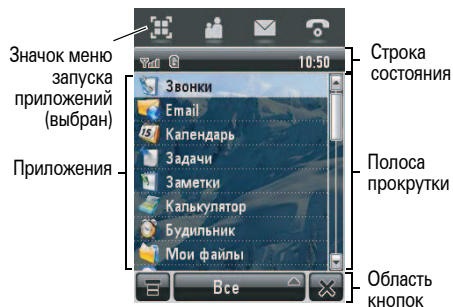 Значок меню
запуска
приложений
(выбран)
Приложения
10:50
Звонки
Email
Календарь
Задачи
Заметки
Калькулятор
Будильник
Мои файлы
Все
Строка
состояния
Полоса
прокрутки
Область
кнопок